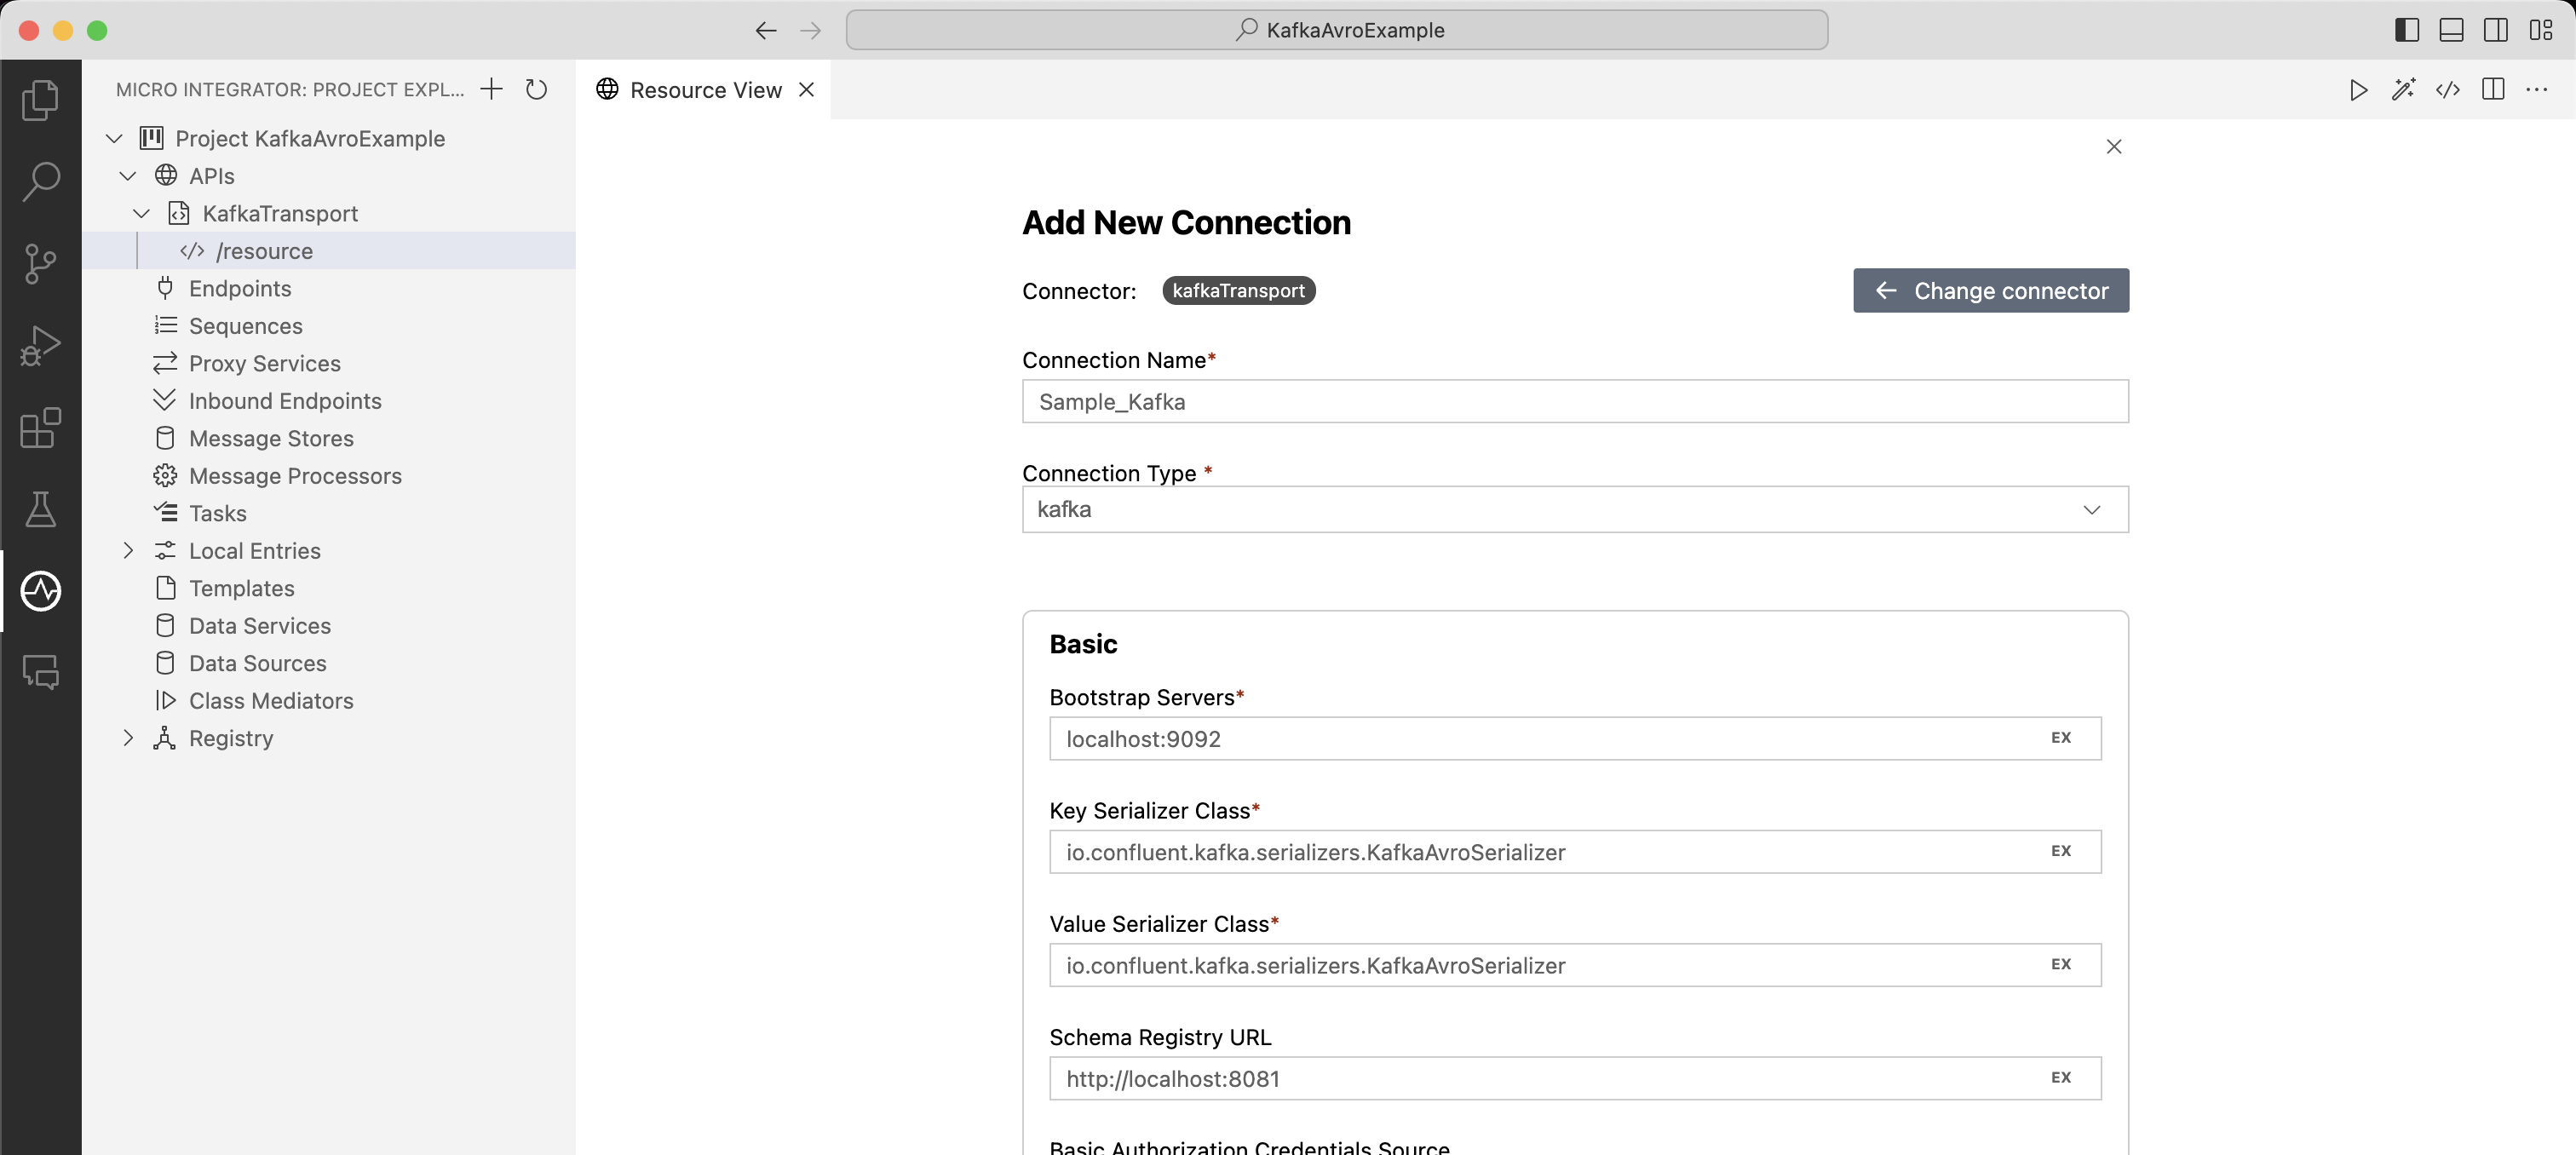 KafkaAvroExample
MICRO INTEGRATOR: PROJECT EXPL...
Project KafkaAvroExample
APIs
KafkaTransport
/resource
Endpoints
Sequences
Proxy Services
Inbound Endpoints
Message Stores
Message Processors
Tasks
Local Entries
Templates
Data Services
Data Sources
Class Mediators
Registry
Resource View
Add New Connection
Connector: kafkaTransport
Change connector
Connection Name*
Sample_Kafka
Connection Type *
kafka
Basic
Bootstrap Servers*
localhost:9092 EX
Key Serializer Class*
io.confluent.kafka.serializers.KafkaAvroSerializer EX
Value Serializer Class*
io.confluent.kafka.serializers.KafkaAvroSerializer EX
Schema Registry URL
http://localhost:8081 EX
Basic Authorization Credentials Source